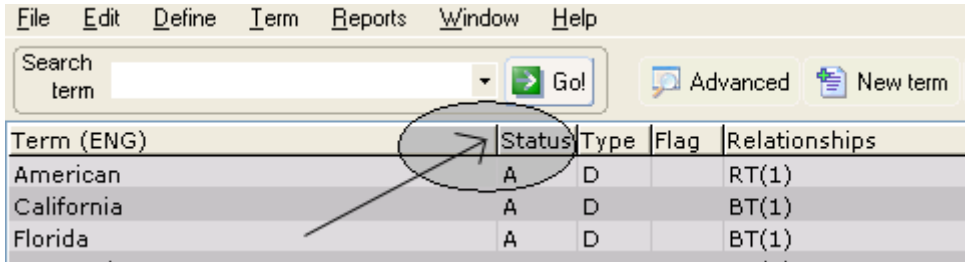 File Edit Define Term Reports Window Help
Search term Go! Advanced New term
Term (ENG) Status Type Flag Relationships
American A D RT(1)
California A D BT(1)
Florida A D BT(1)